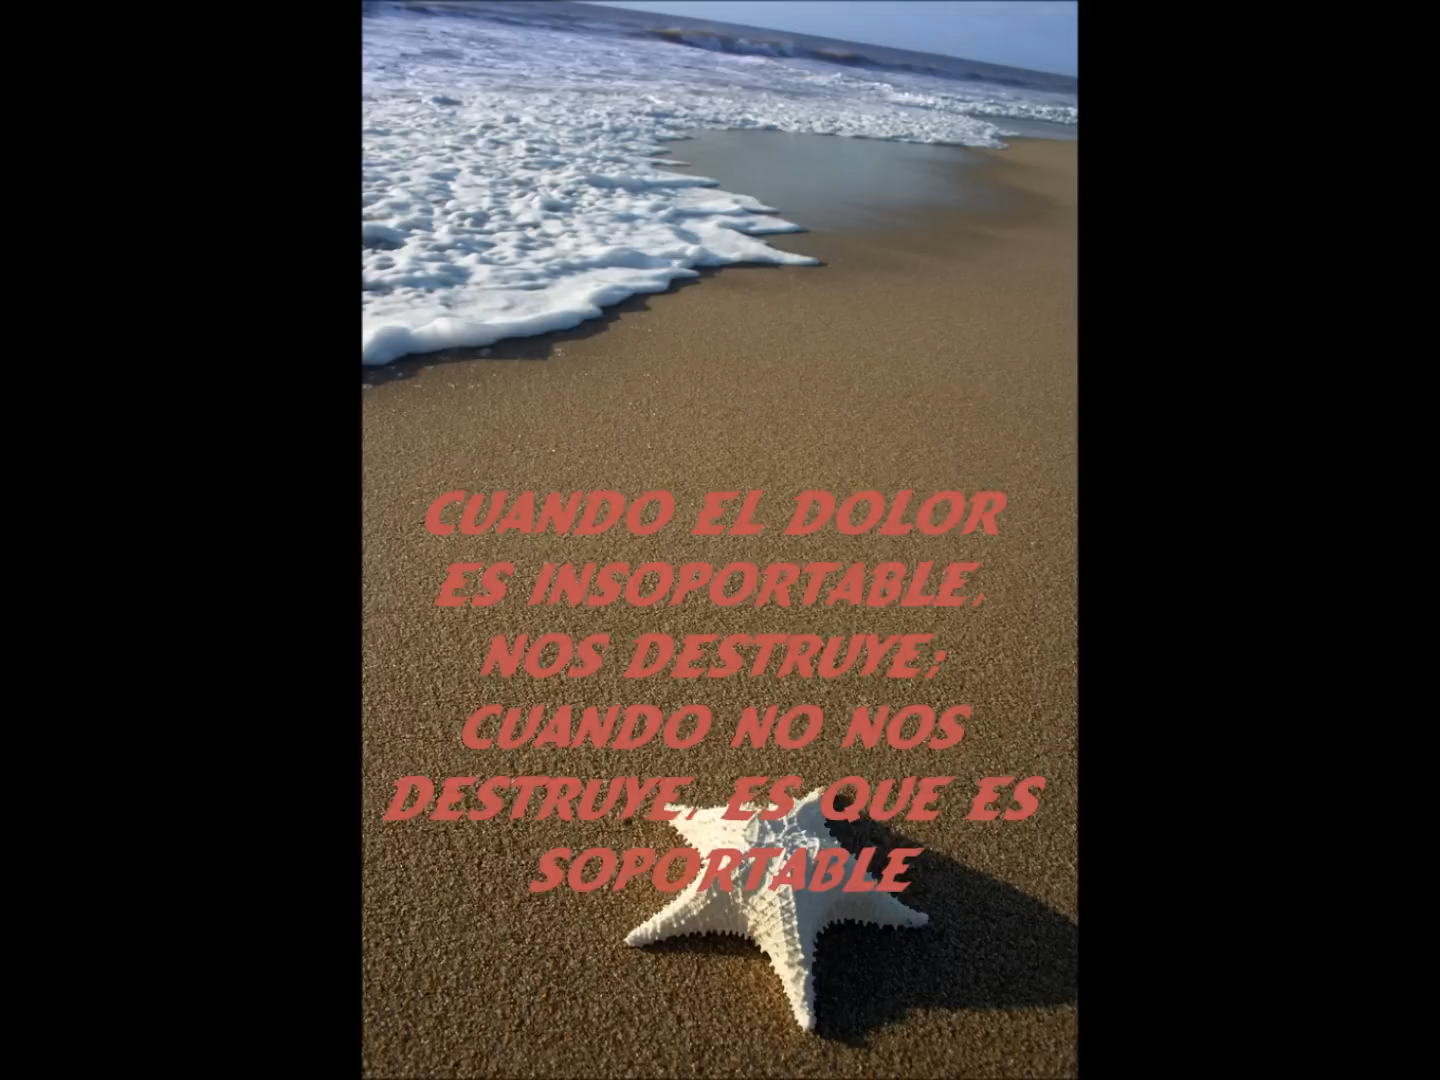 CUANDO EL DOLOR
ES INSOPORTABLE,
NOS DESTRUYE;
CUANDO NO NOS
DESTRUYE, ES QUE ES
SOPORTABLE